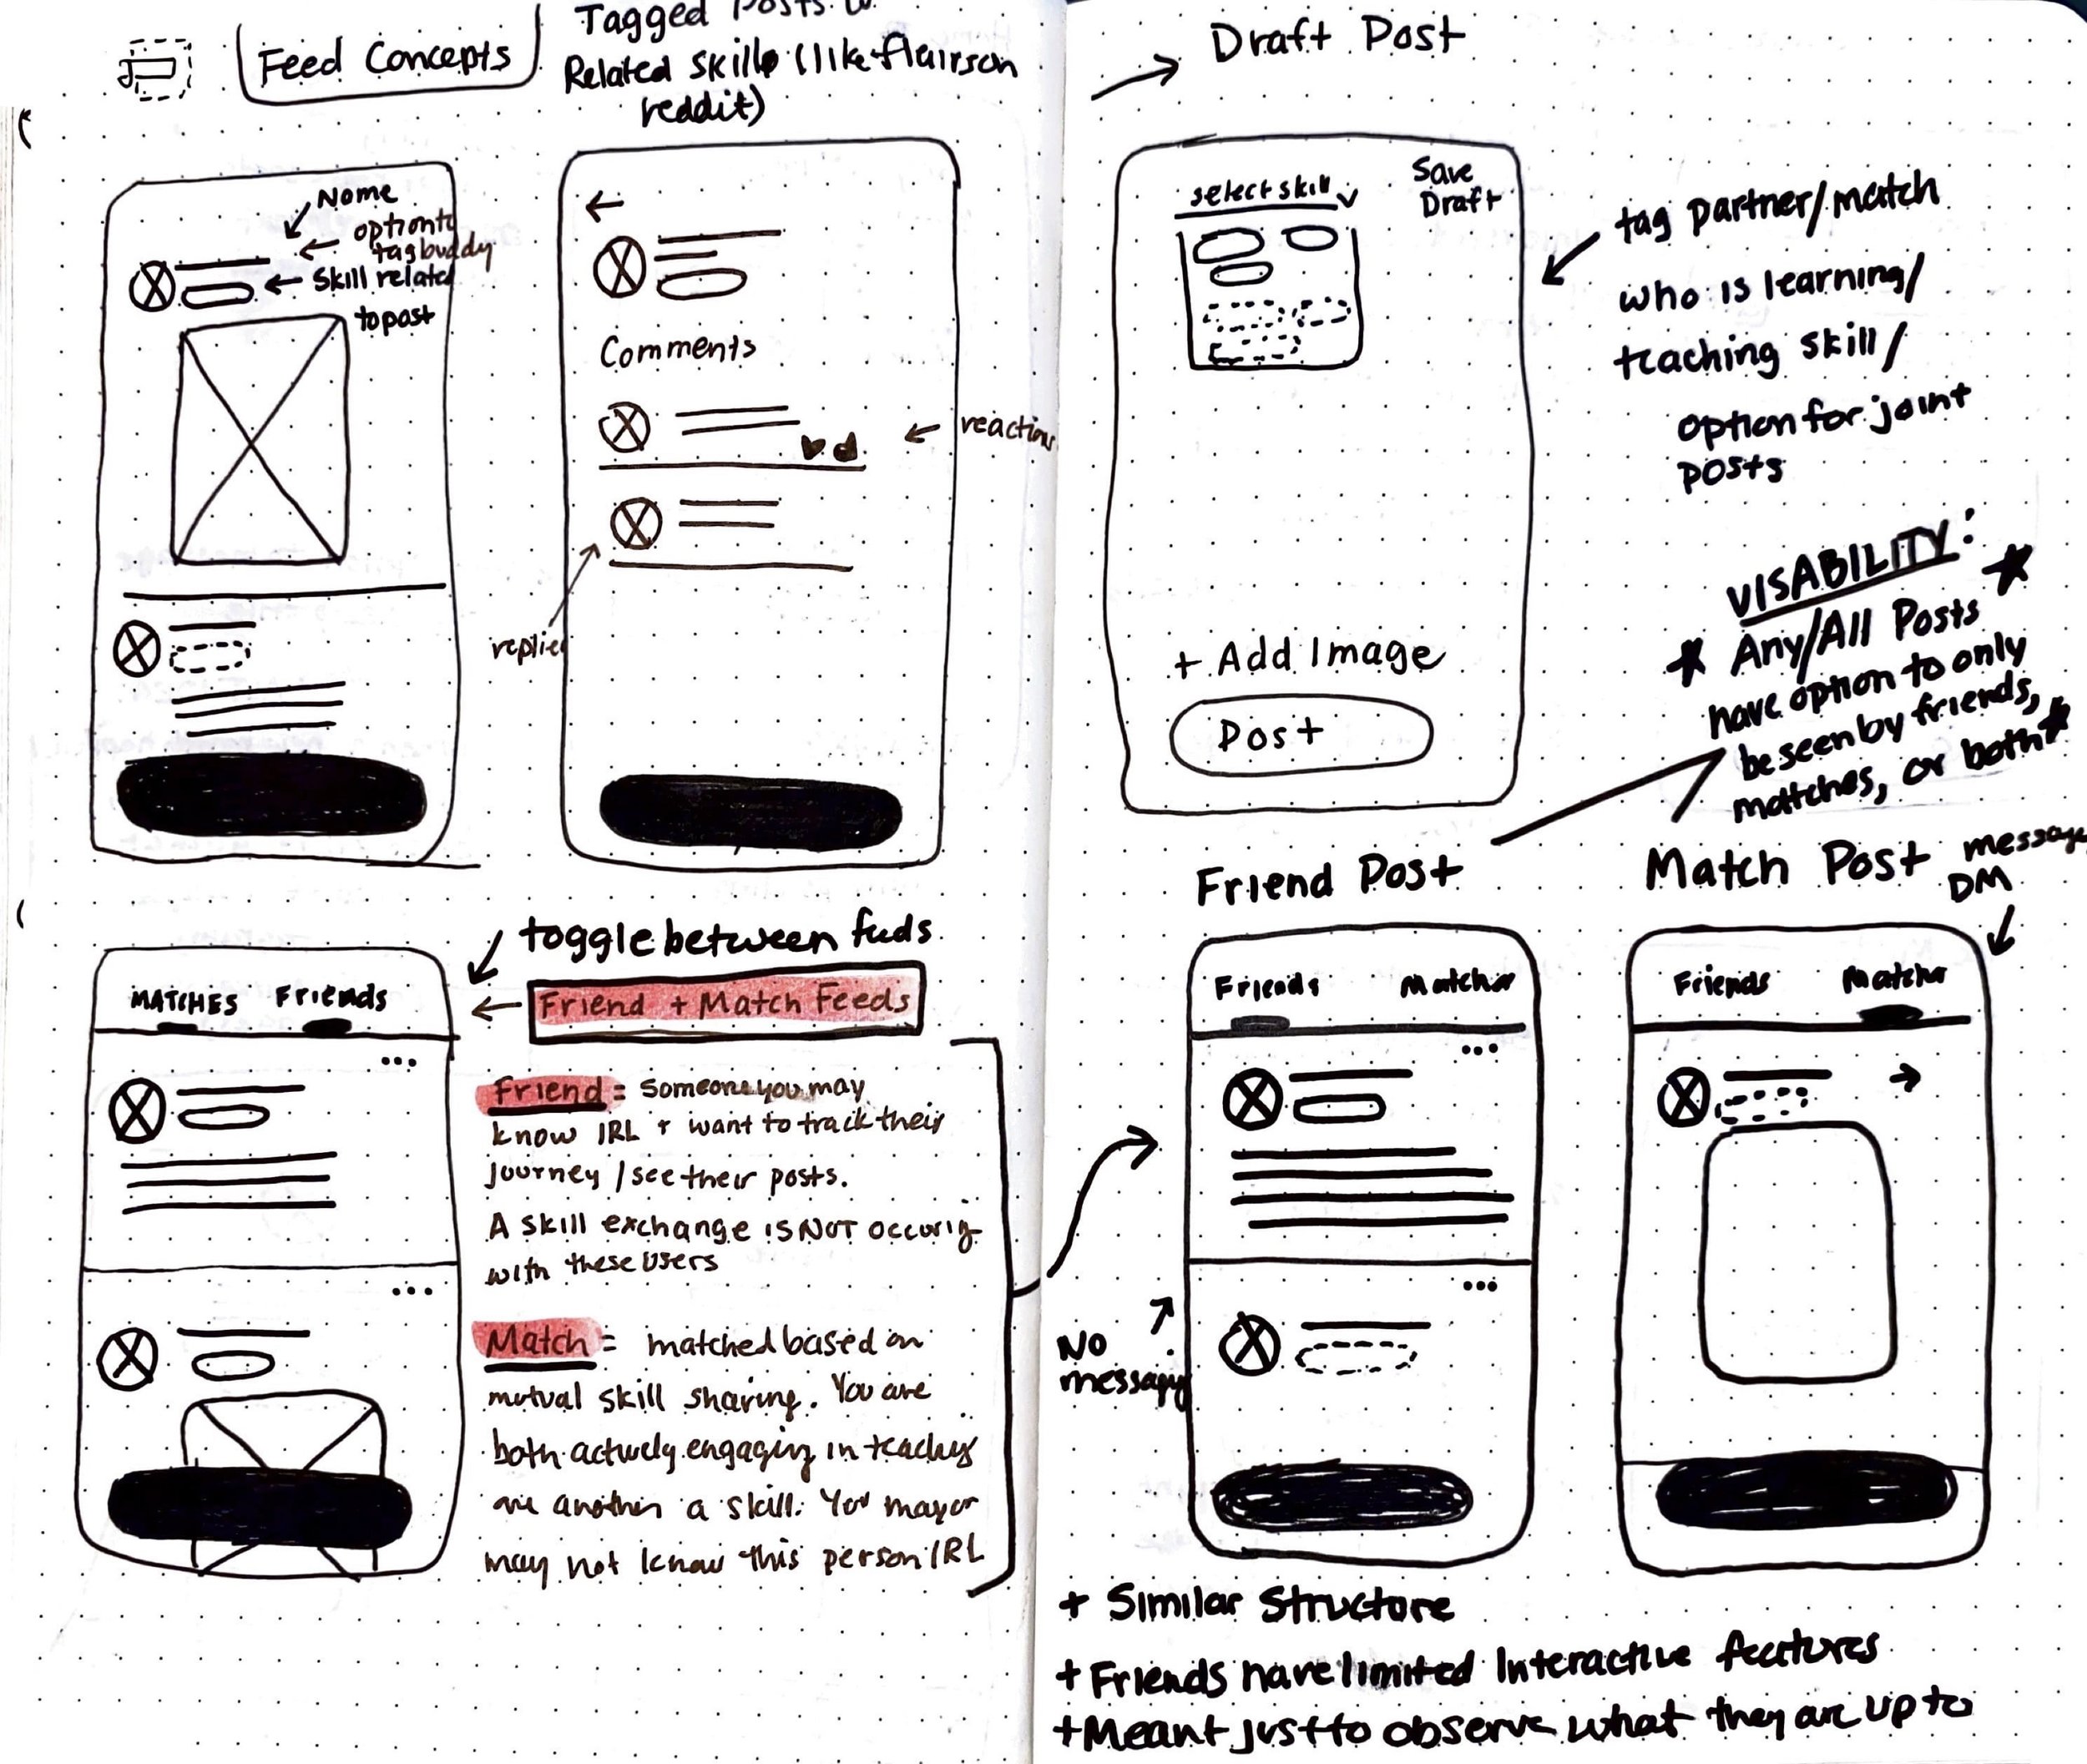 Feed Concepts
Tagged Posts w
Related Skills (like flairs on
reddit)
Name
option to
tag buddy
Skill related
to post
Comments
reactions
replies
Draft Post
select skill
Save
Draft
+ Add Image
Post
tag partner/match
who is learning/
teaching skill/
option for joint
posts
VISABILITY:
Any/All Posts
have option to only
be seen by friends,
matches, or both
toggle between feeds
Friend + Match Feeds
MATCHES Friends
Friend = Someone you may
know IRL + want to track their
journey / see their posts.
A skill exchange is NOT occurig
with these Users
Match = matched based on
mutual skill sharing. You are
both actively engaging in teaching
one another a skill. You may or
may not know this person IRL
Friend Post
Friends Matches
No
messagig
Match Post
message
DM
Friends Matches
+ Similar Structure
+ Friends have limited Interactive features
+ Meant just to observe what they are up to